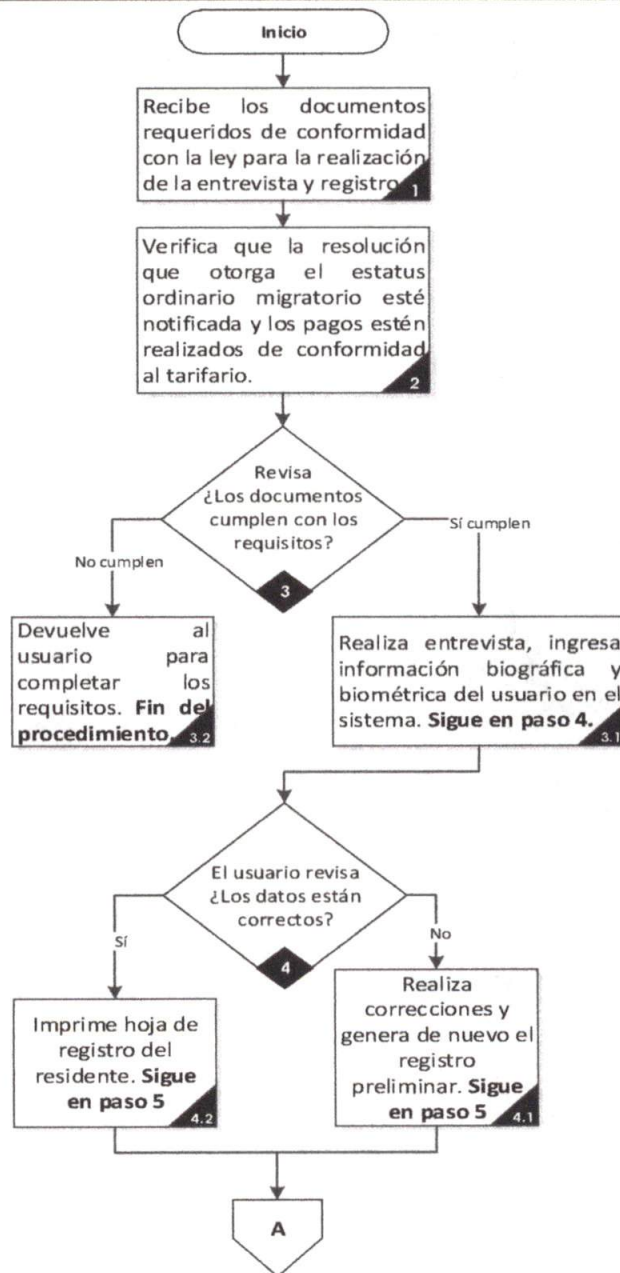 Inicio
Recibe los documentos
requeridos de conformidad
con la ley para la realización
de la entrevista y registro.
1
Verifica que la resolución
que otorga el estatus
ordinario migratorio esté
notificada y los pagos estén
realizados de conformidad
al tarifario.
2
Revisa
¿Los documentos
cumplen con los
requisitos?
3
No cumplen
Sí cumplen
Devuelve al
usuario para
completar los
requisitos. Fin del
procedimiento.
3.2
Realiza entrevista, ingresa
información biográfica y
biométrica del usuario en el
sistema. Sigue en paso 4.
3.1
El usuario revisa
¿Los datos están
correctos?
4
Sí
No
Imprime hoja de
registro del
residente. Sigue
en paso 5
4.2
Realiza
correcciones y
genera de nuevo el
registro
preliminar. Sigue
en paso 5
4.1
A